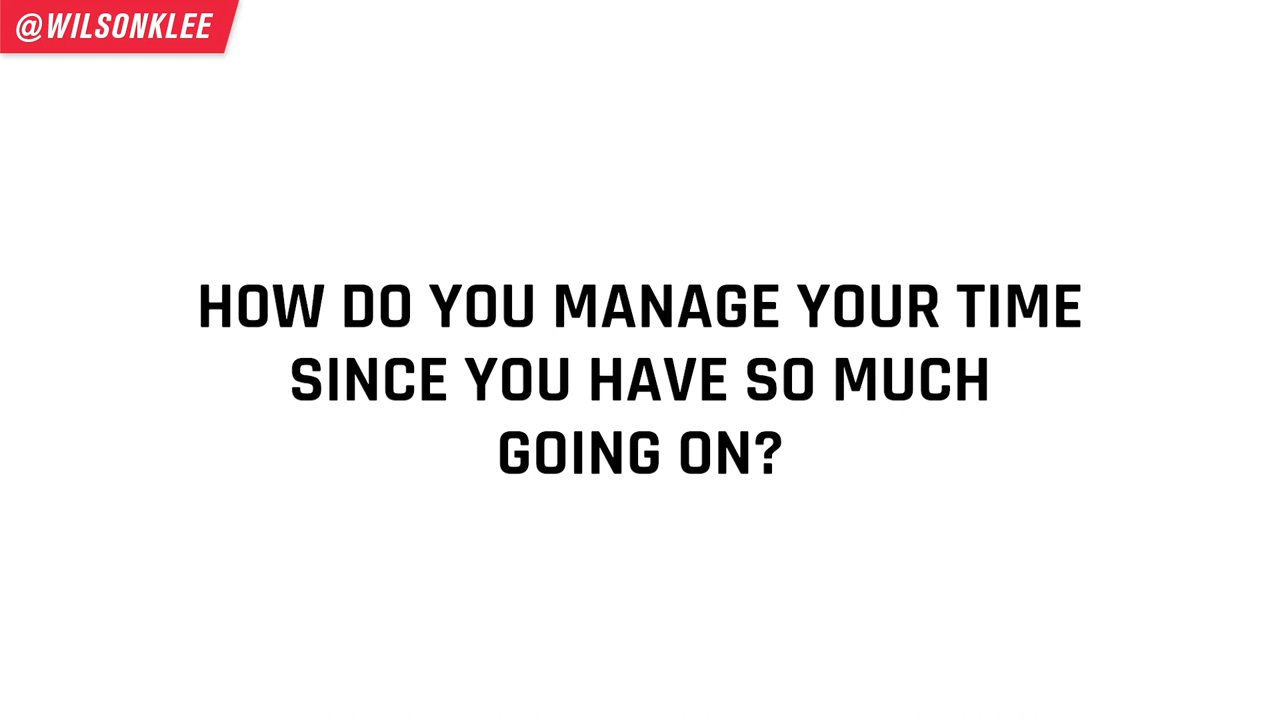 @WILSONKLEE
HOW DO YOU MANAGE YOUR TIME
SINCE YOU HAVE SO MUCH
GOING ON?